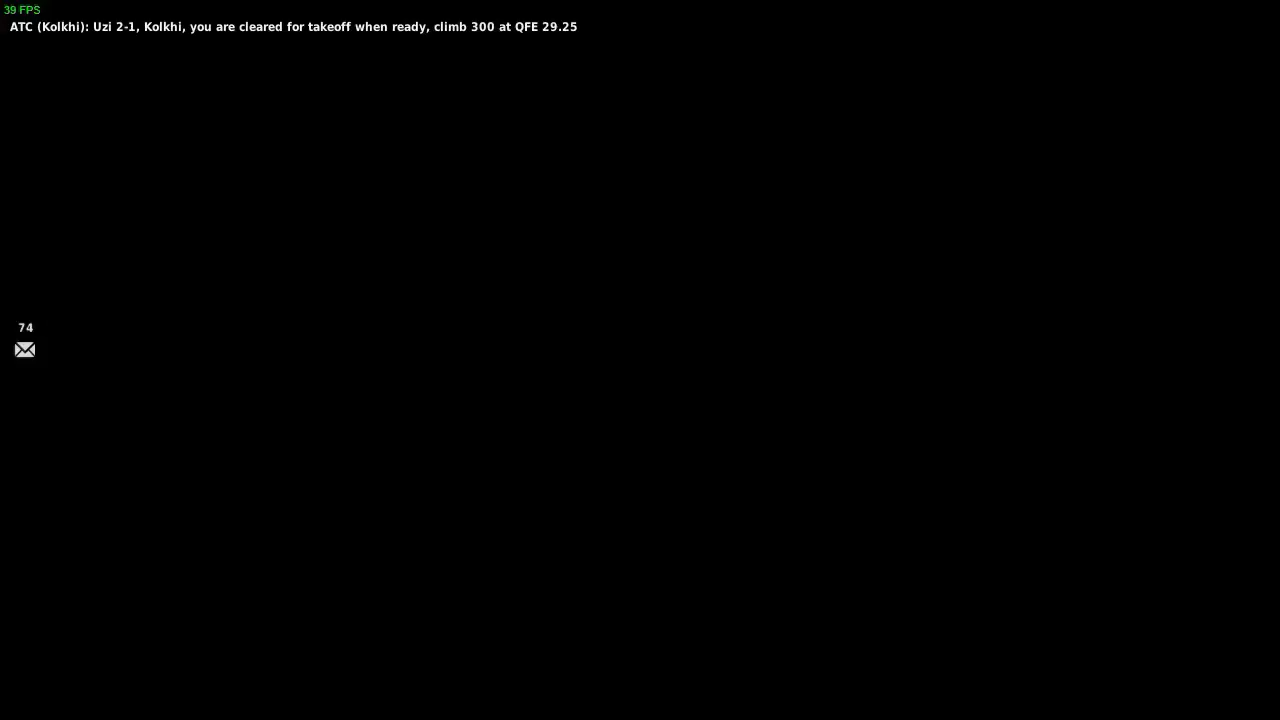 39 FPS
ATC (Kolkhi): Uzi 2-1, Kolkhi, you are cleared for takeoff when ready, climb 300 at QFE 29.25
74